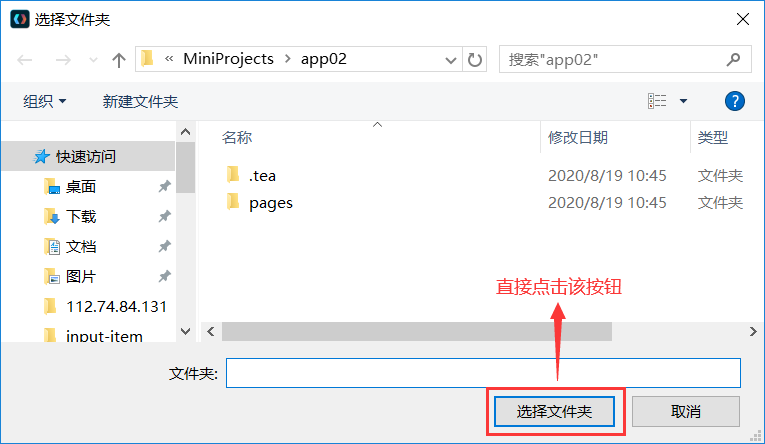 选择文件夹
« MiniProjects › app02
搜索"app02"
组织
新建文件夹
名称 修改日期 类型
快速访问
桌面
下载
文档
图片
112.74.84.131
input-item
.tea 2020/8/19 10:45 文件夹
pages 2020/8/19 10:45 文件夹
直接点击该按钮
文件夹:
选择文件夹 取消